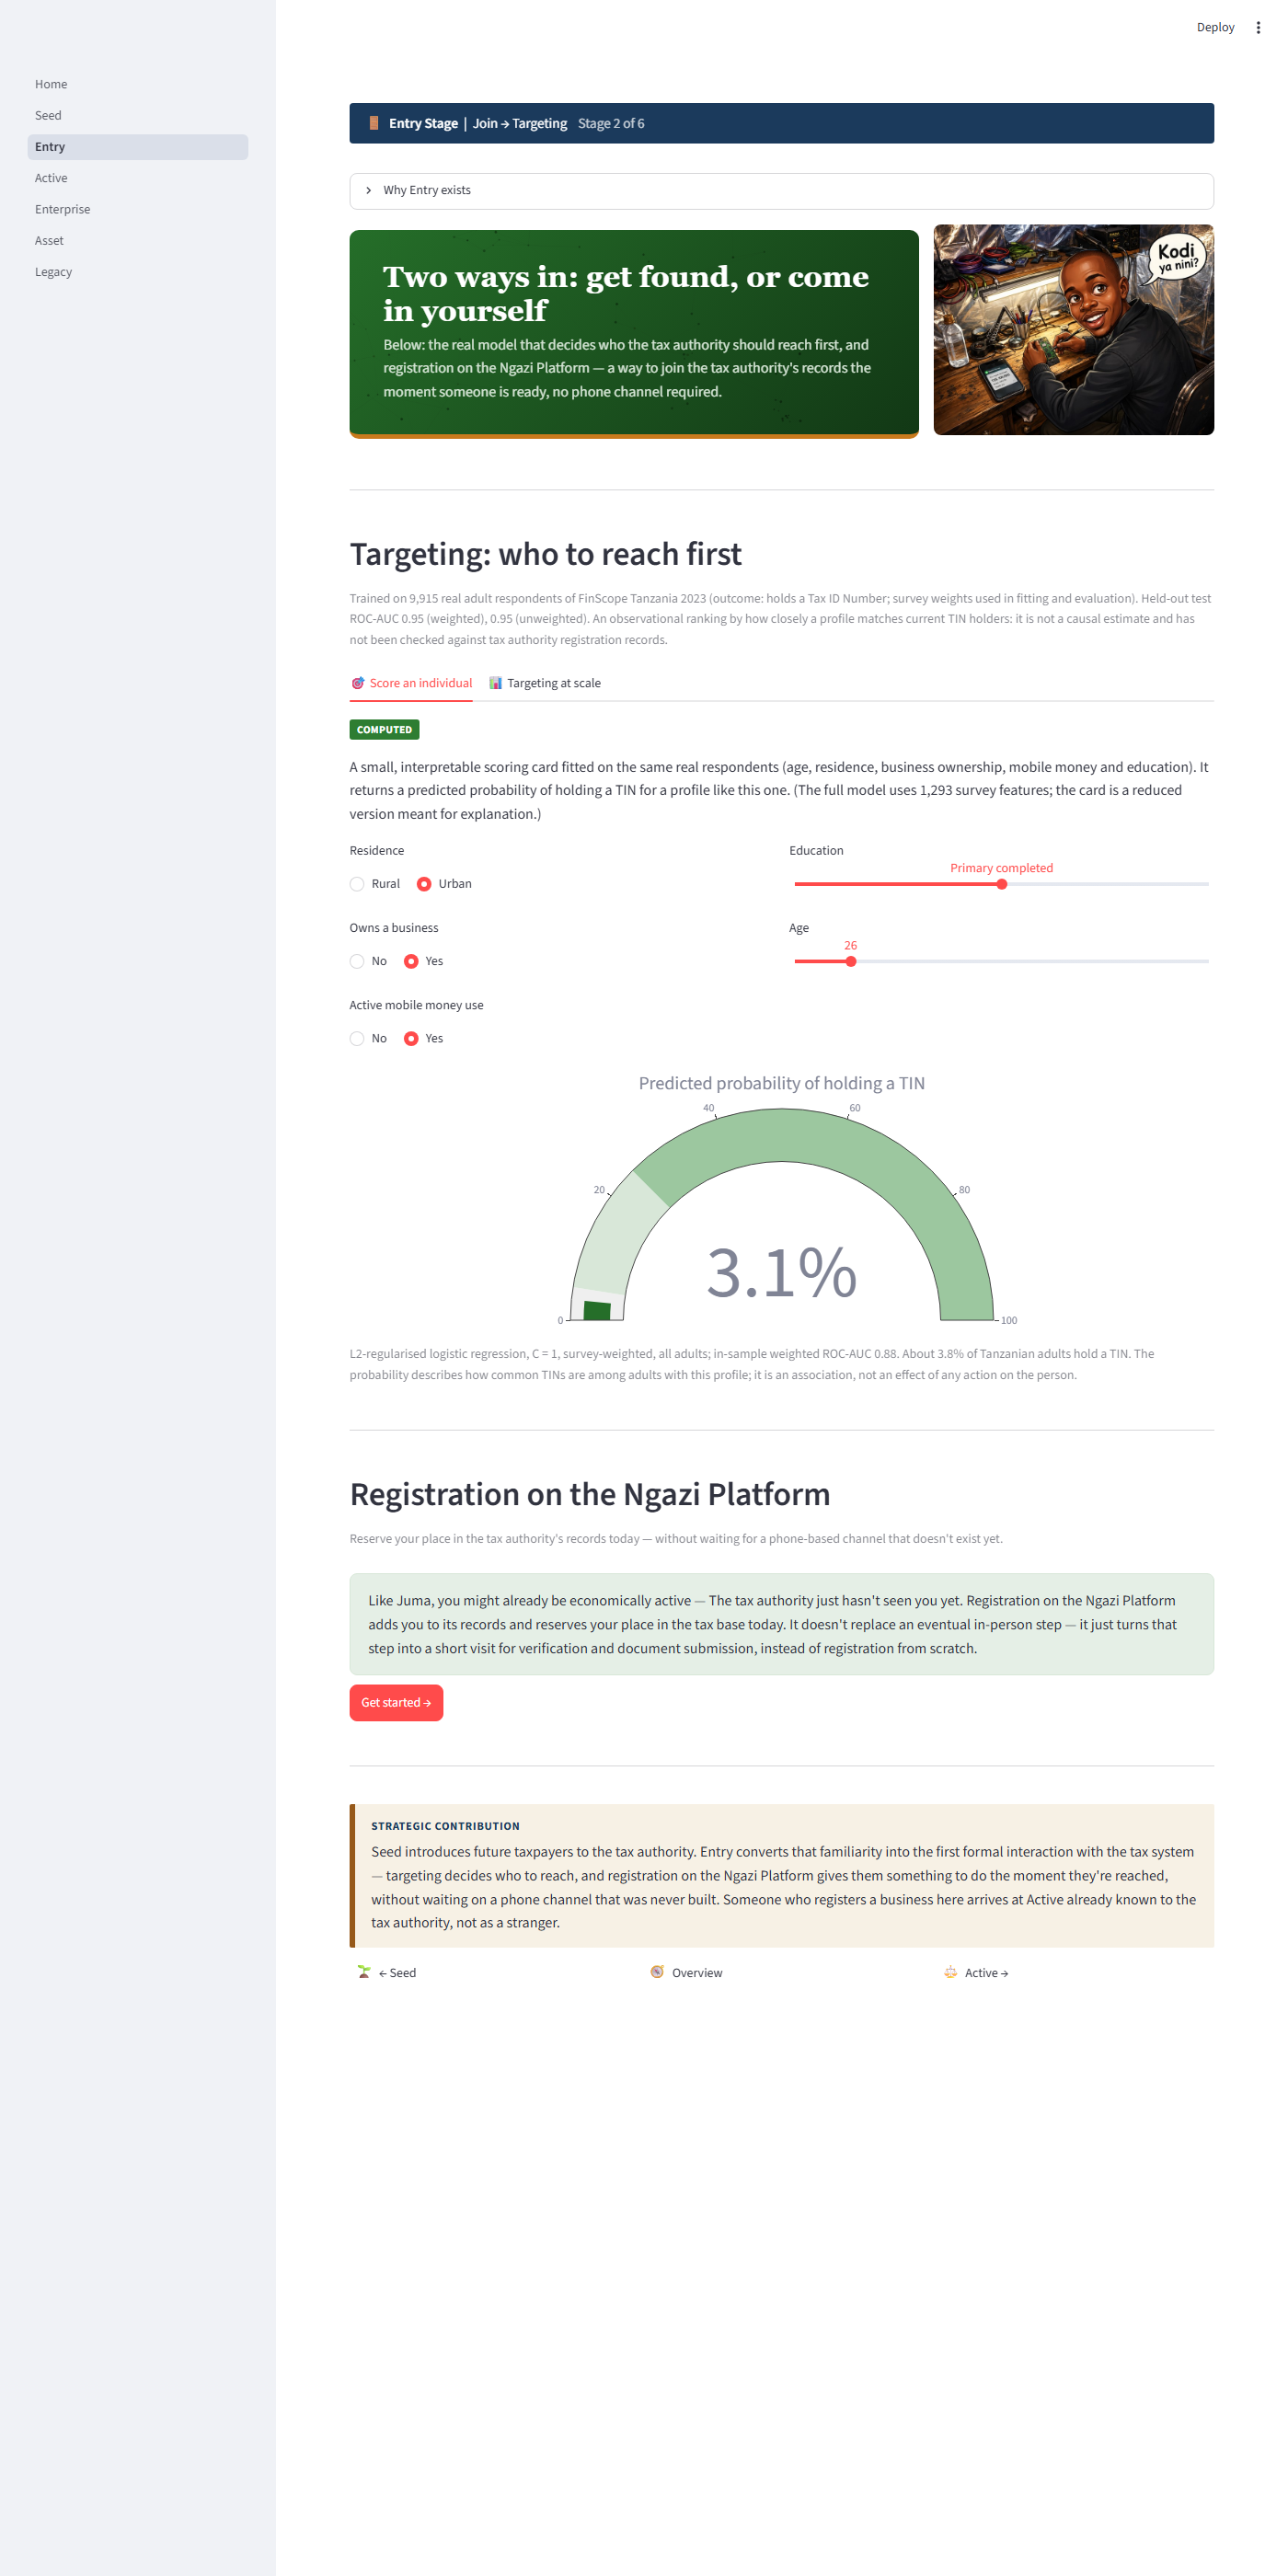 Deploy
Home
Seed
Entry
Active
Enterprise
Asset
Legacy
Entry Stage | Join → Targeting Stage 2 of 6
Why Entry exists
Two ways in: get found, or come
in yourself
Below: the real model that decides who the tax authority should reach first, and
registration on the Ngazi Platform — a way to join the tax authority's records the
moment someone is ready, no phone channel required.
Kodi
ya nini?
Targeting: who to reach first
Trained on 9,915 real adult respondents of FinScope Tanzania 2023 (outcome: holds a Tax ID Number; survey weights used in fitting and evaluation). Held-out test
ROC-AUC 0.95 (weighted), 0.95 (unweighted). An observational ranking by how closely a profile matches current TIN holders: it is not a causal estimate and has
not been checked against tax authority registration records.
Score an individual
Targeting at scale
COMPUTED
A small, interpretable scoring card fitted on the same real respondents (age, residence, business ownership, mobile money and education). It
returns a predicted probability of holding a TIN for a profile like this one. (The full model uses 1,293 survey features; the card is a reduced
version meant for explanation.)
Residence
Rural
Urban
Education
Primary completed
Owns a business
No
Yes
Age
26
Active mobile money use
No
Yes
Predicted probability of holding a TIN
40
60
20
80
3.1%
0
100
L2-regularised logistic regression, C = 1, survey-weighted, all adults; in-sample weighted ROC-AUC 0.88. About 3.8% of Tanzanian adults hold a TIN. The
probability describes how common TINs are among adults with this profile; it is an association, not an effect of any action on the person.
Registration on the Ngazi Platform
Reserve your place in the tax authority's records today — without waiting for a phone-based channel that doesn't exist yet.
Like Juma, you might already be economically active — The tax authority just hasn't seen you yet. Registration on the Ngazi Platform
adds you to its records and reserves your place in the tax base today. It doesn't replace an eventual in-person step — it just turns that
step into a short visit for verification and document submission, instead of registration from scratch.
Get started →
STRATEGIC CONTRIBUTION
Seed introduces future taxpayers to the tax authority. Entry converts that familiarity into the first formal interaction with the tax system
— targeting decides who to reach, and registration on the Ngazi Platform gives them something to do the moment they're reached,
without waiting on a phone channel that was never built. Someone who registers a business here arrives at Active already known to the
tax authority, not as a stranger.
← Seed
Overview
Active →